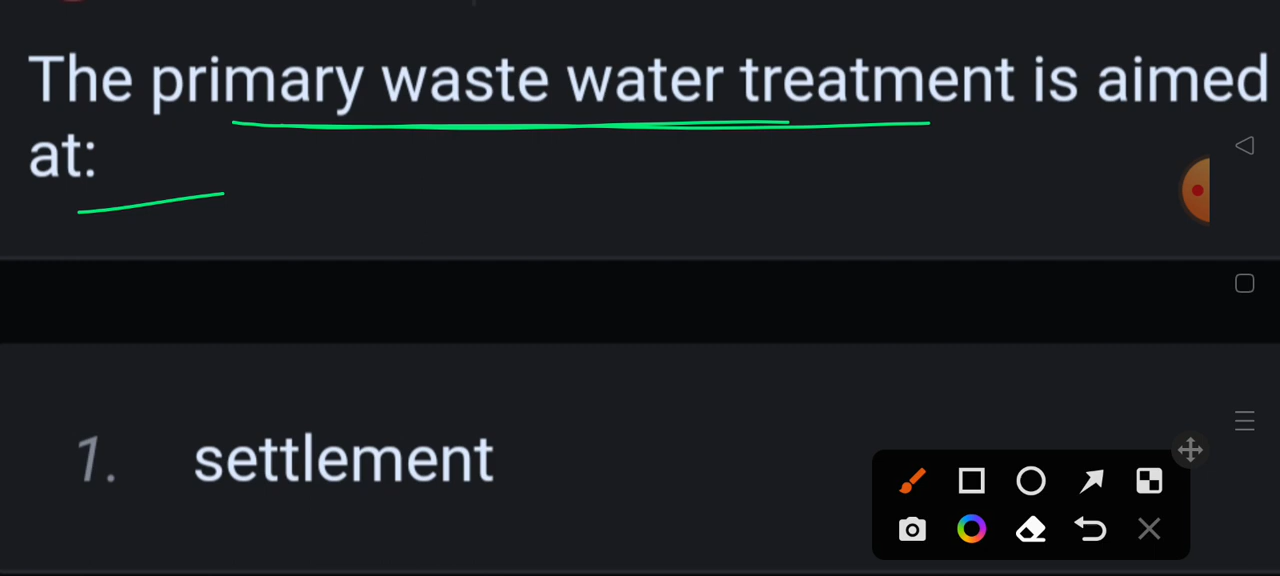 The primary waste water treatment is aimed
at:
1. settlement